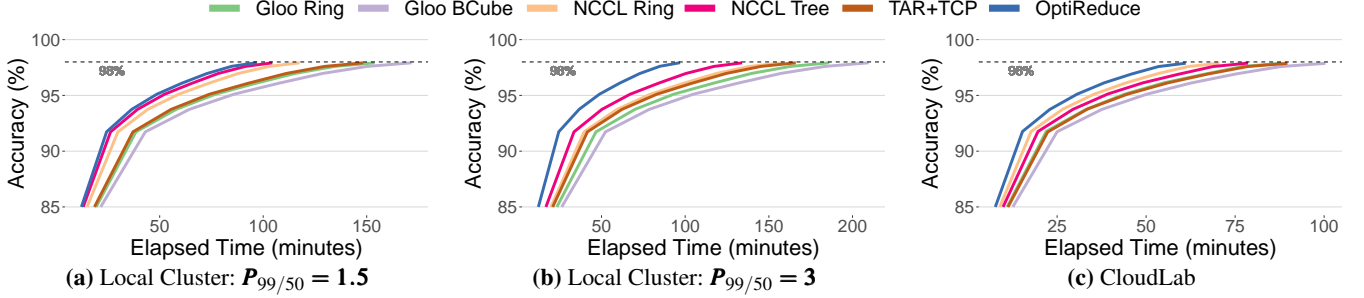 Gloo Ring Gloo BCube NCCL Ring NCCL Tree TAR+TCP OptiReduce
Accuracy (%)
100
95
90
85
98%
50 100 150
Elapsed Time (minutes)
(a) Local Cluster: P99/50 = 1.5
Accuracy (%)
100
95
90
85
98%
50 100 150 200
Elapsed Time (minutes)
(b) Local Cluster: P99/50 = 3
Accuracy (%)
100
95
90
85
98%
25 50 75 100
Elapsed Time (minutes)
(c) CloudLab